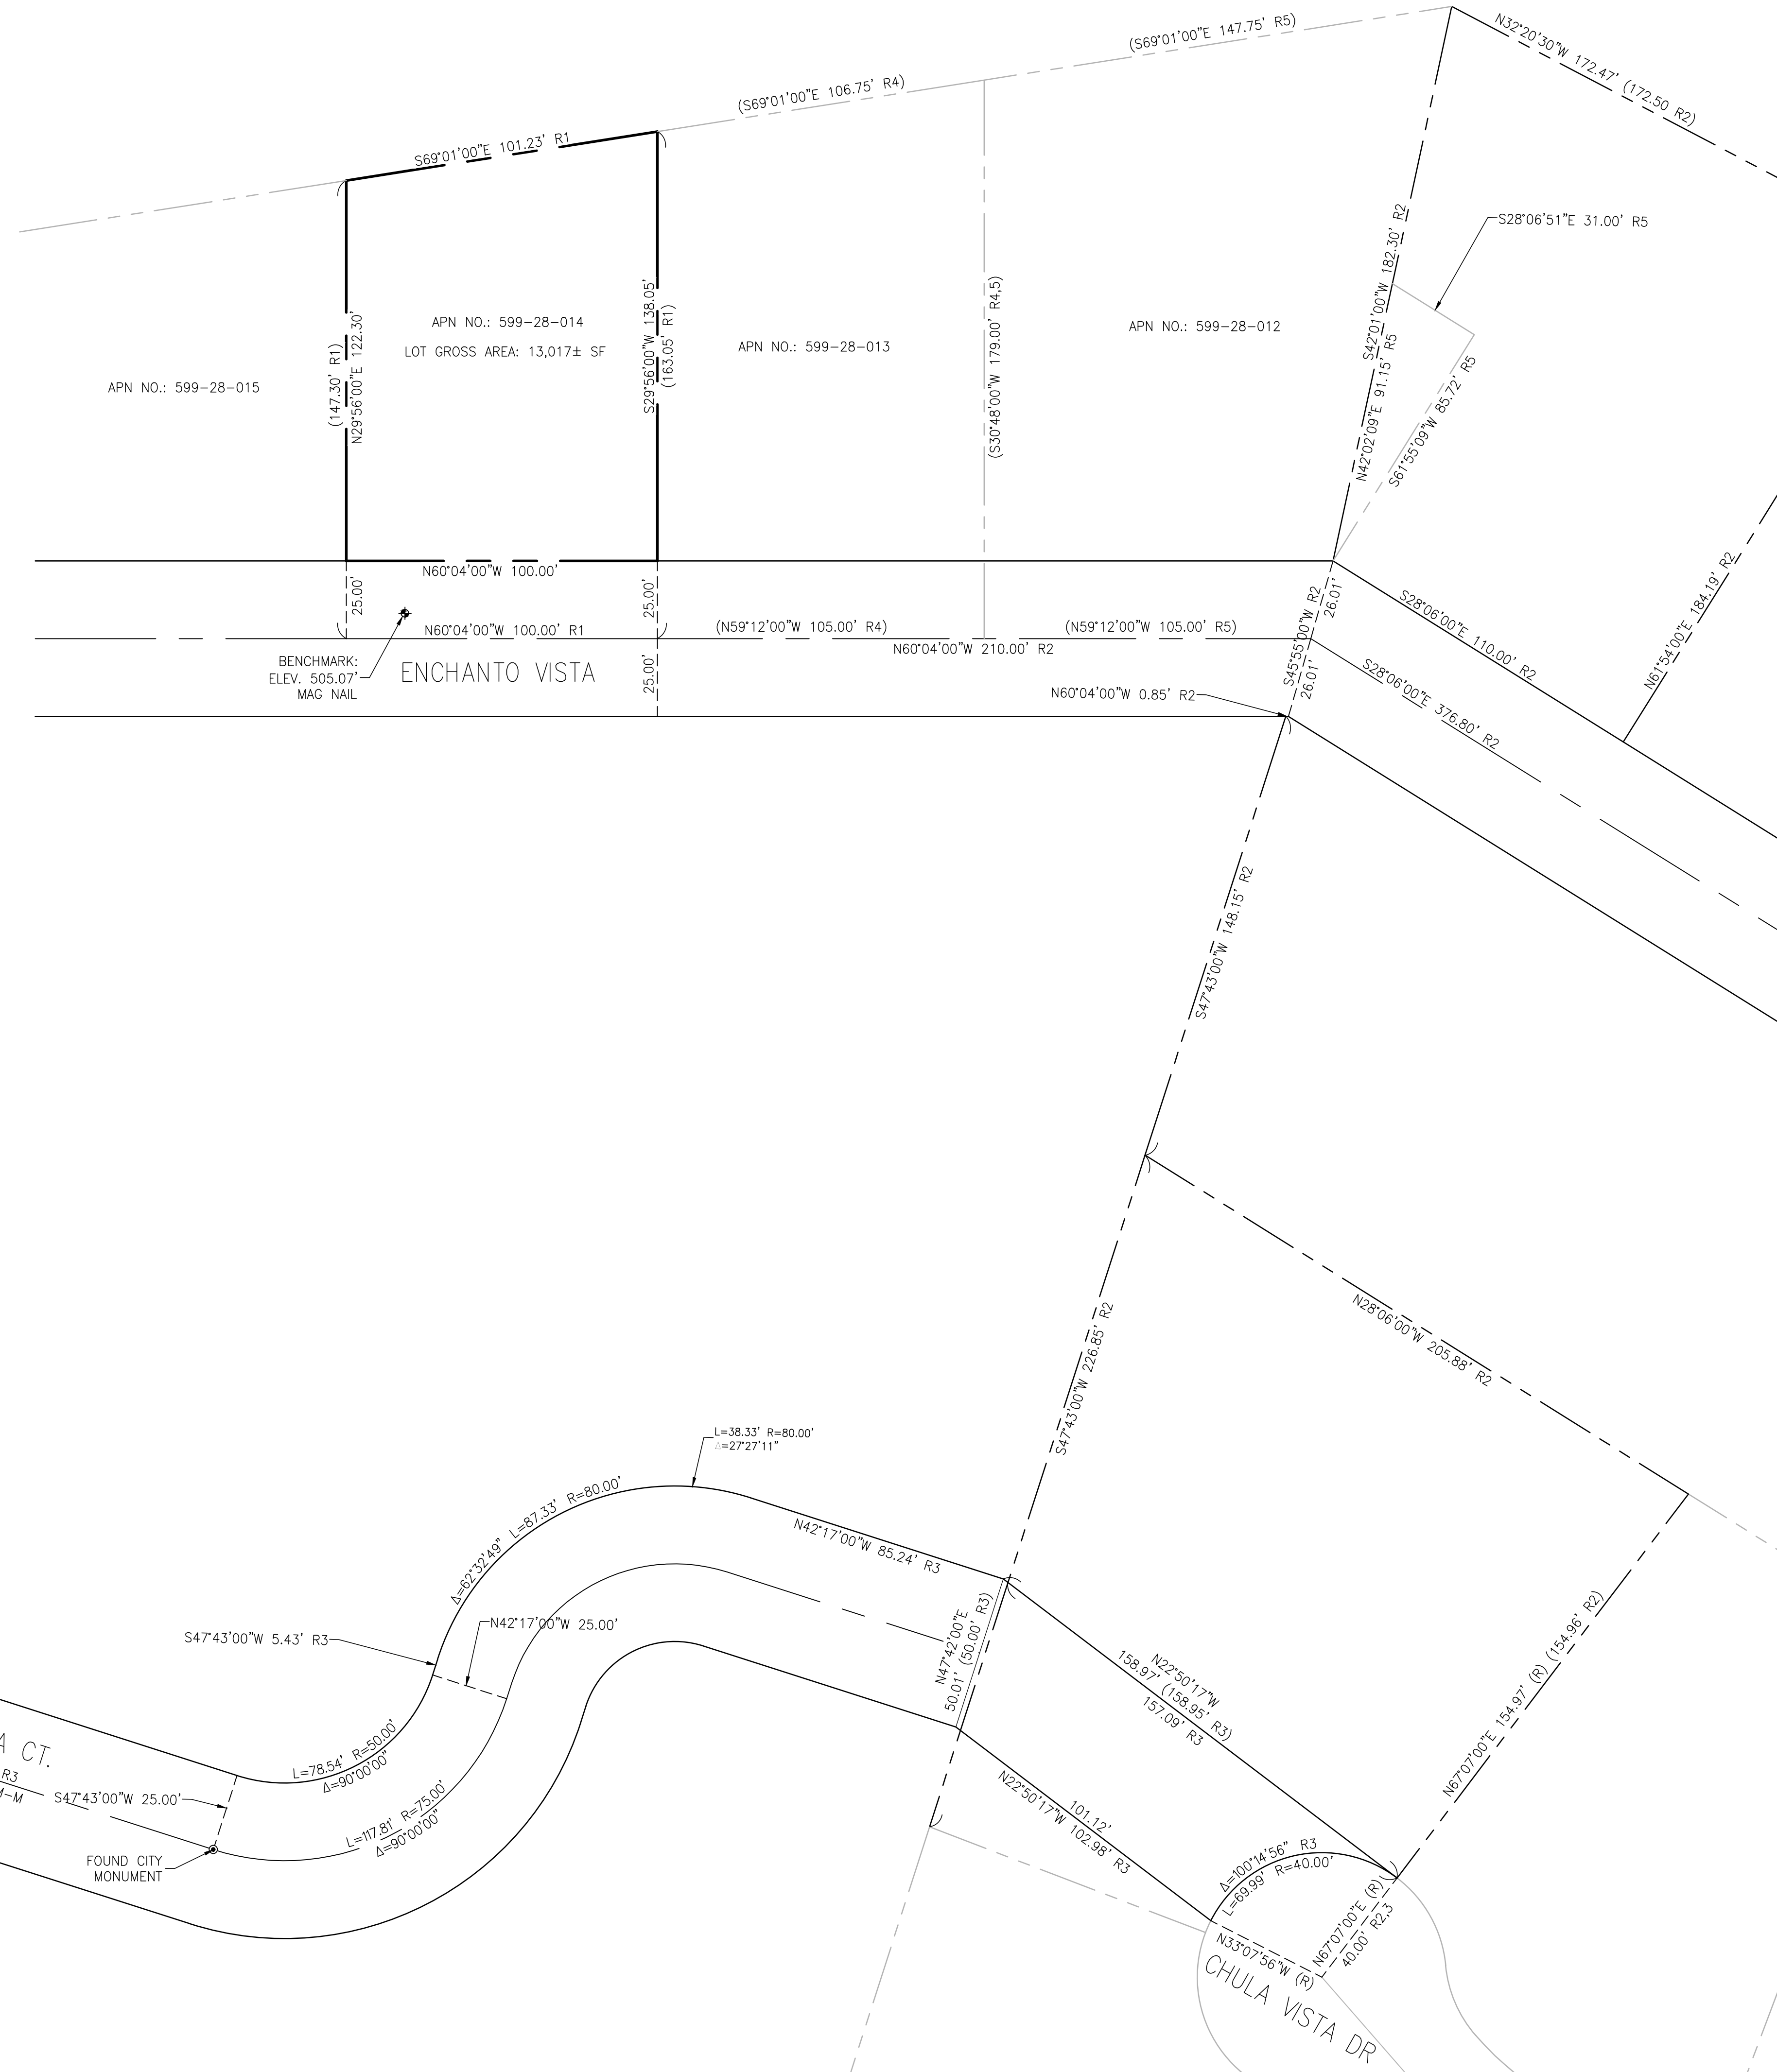 N32°20'30"W 172.47' (172.50 R2)
(S69°01'00"E 147.75' R5)
(S69°01'00"E 106.75' R4)
S69°01'00"E 101.23' R1
S28°06'51"E 31.00' R5
S42°01'00"W 182.30' R2
N42°02'09"E 91.15' R5
S61°55'09"W 85.72' R5
(S30°48'00"W 179.00' R4,5)
S29°56'00"W 138.05'
(163.05' R1)
(147.30' R1)
N29°56'00"E 122.30'
APN NO.: 599-28-014
LOT GROSS AREA: 13,017± SF
APN NO.: 599-28-012
APN NO.: 599-28-013
APN NO.: 599-28-015
N60°04'00"W 100.00'
25.00'
25.00'
25.00'
N60°04'00"W 100.00' R1
(N59°12'00"W 105.00' R4)
(N59°12'00"W 105.00' R5)
N60°04'00"W 210.00' R2
BENCHMARK:
ELEV. 505.07'
MAG NAIL
ENCHANTO VISTA
N60°04'00"W 0.85' R2
S45°55'00"W R2
26.01'
26.01'
S28°06'00"E 110.00' R2
S28°06'00"E 376.80' R2
N61°54'00"E 184.19' R2
S47°43'00"W 148.15' R2
S47°43'00"W 226.85' R2
N28°06'00"W 205.88' R2
L=38.33' R=80.00'
Δ=27°27'11"
Δ=62°32'49" L=87.33' R=80.00'
N42°17'00"W 85.24' R3
N42°17'00"W 25.00'
S47°43'00"W 5.43' R3
N47°42'00"E
50.01' (50.00' R3)
N22°50'17"W
158.97' (158.95' R3)
157.09' R3
N67°07'00"E 154.97' (R) (154.96' R2)
L=78.54' R=50.00'
Δ=90°00'00"
A CT.
R3
M-M
S47°43'00"W 25.00'
L=117.81' R=75.00'
Δ=90°00'00"
FOUND CITY
MONUMENT
101.12'
N22°50'17"W 102.98' R3
Δ=100°14'56" R3
L=69.99' R=40.00'
N67°07'00"E (R)
40.00' R2,3
N33°07'56"W (R)
CHULA VISTA DR